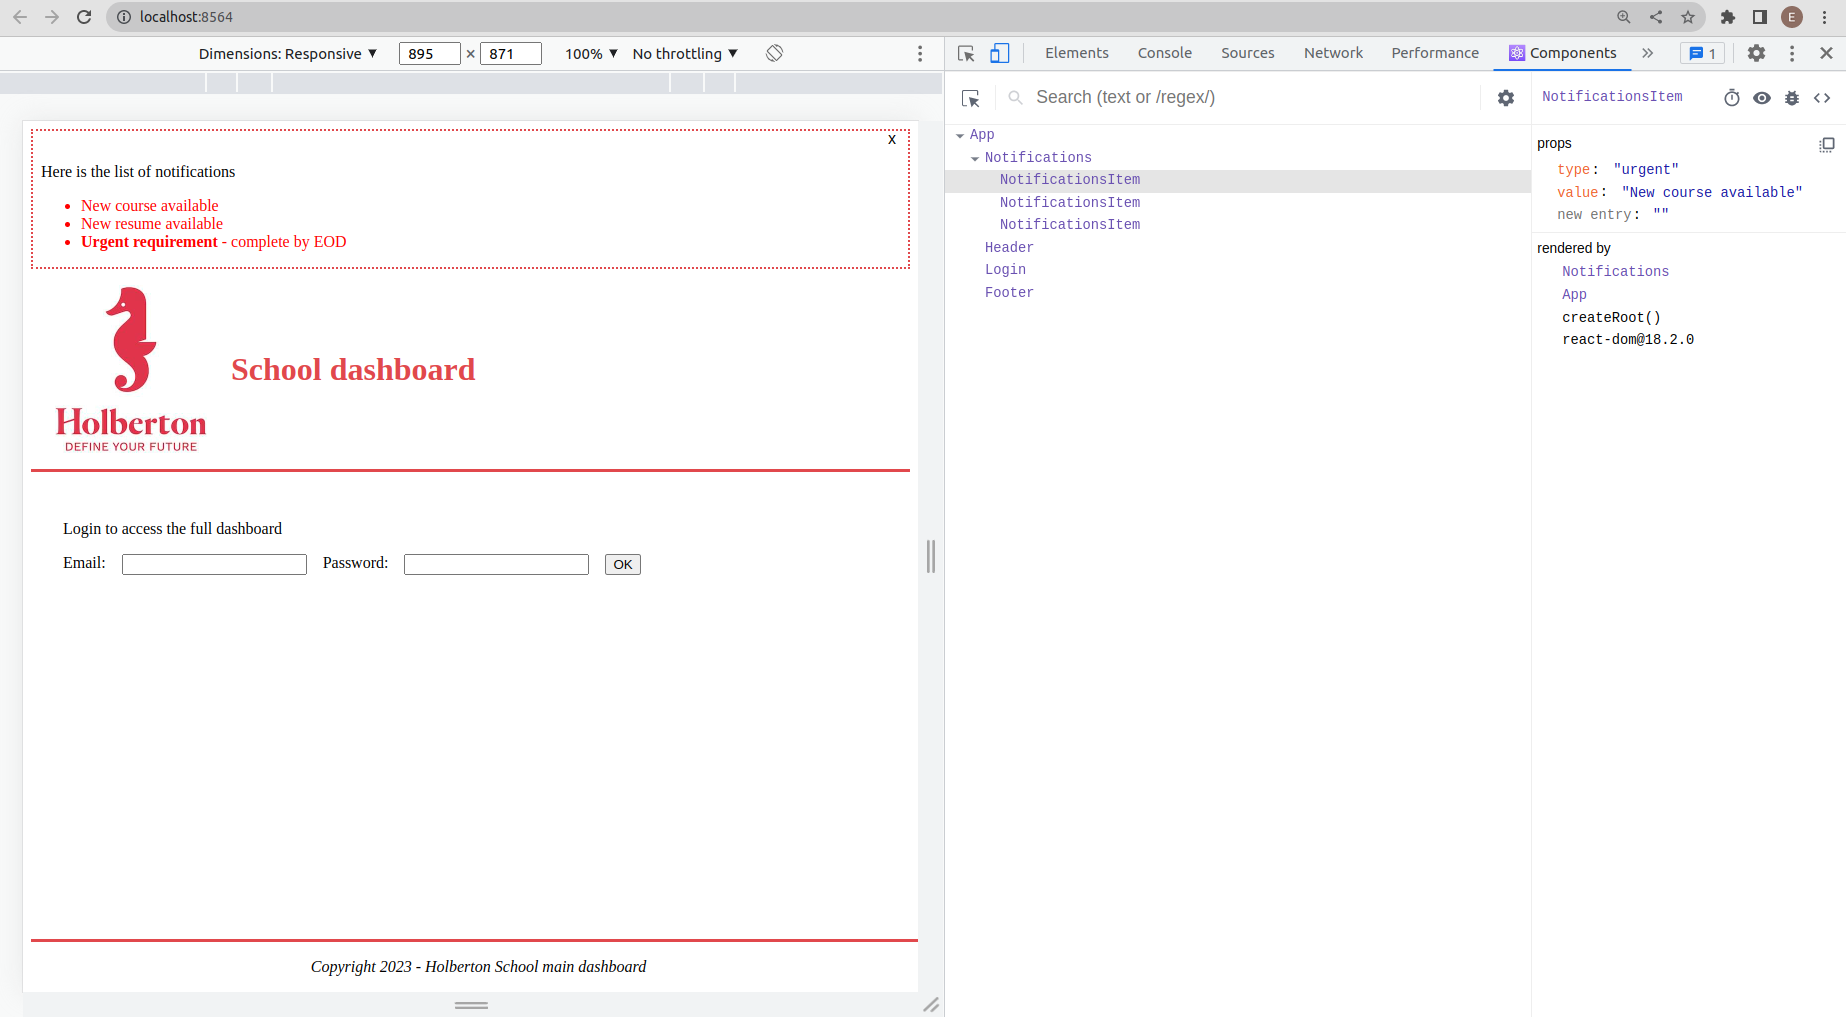 localhost:8564
E
Dimensions: Responsive ▼ 895 × 871 100% ▼ No throttling ▼
Elements Console Sources Network Performance Components » 1
Search (text or /regex/)
App
Notifications
NotificationsItem
NotificationsItem
NotificationsItem
Header
Login
Footer
NotificationsItem
props
type: "urgent"
value: "New course available"
new entry: ""
rendered by
Notifications
App
createRoot()
react-dom@18.2.0
x
Here is the list of notifications
• New course available
• New resume available
• Urgent requirement - complete by EOD
Holberton
DEFINE YOUR FUTURE
School dashboard
Login to access the full dashboard
Email: Password: OK
Copyright 2023 - Holberton School main dashboard